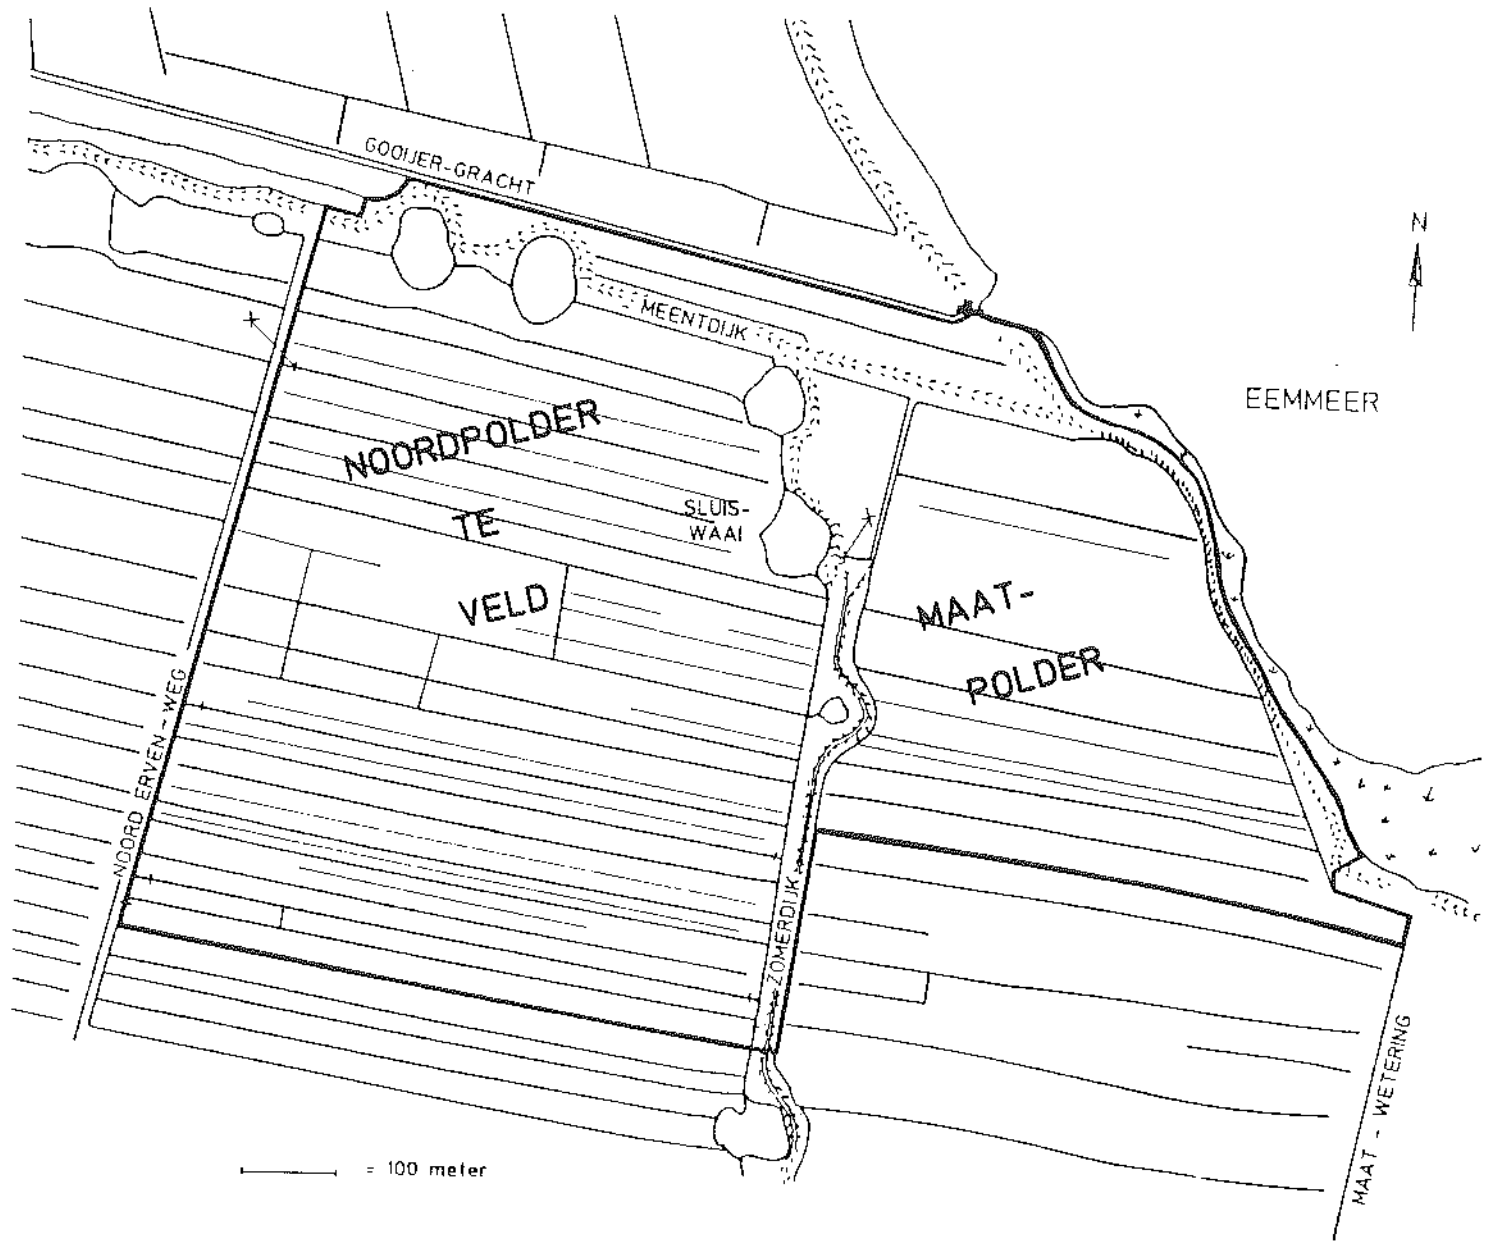 GOOIJER-GRACHT
N
MEENTDIJK
EEMMEER
NOORDPOLDER
TE
VELD
SLUIS-
WAAI
MAAT-
POLDER
NOORD ERVEN-WEG
ZOMERDIJK
MAAT - WETERING
= 100 meter